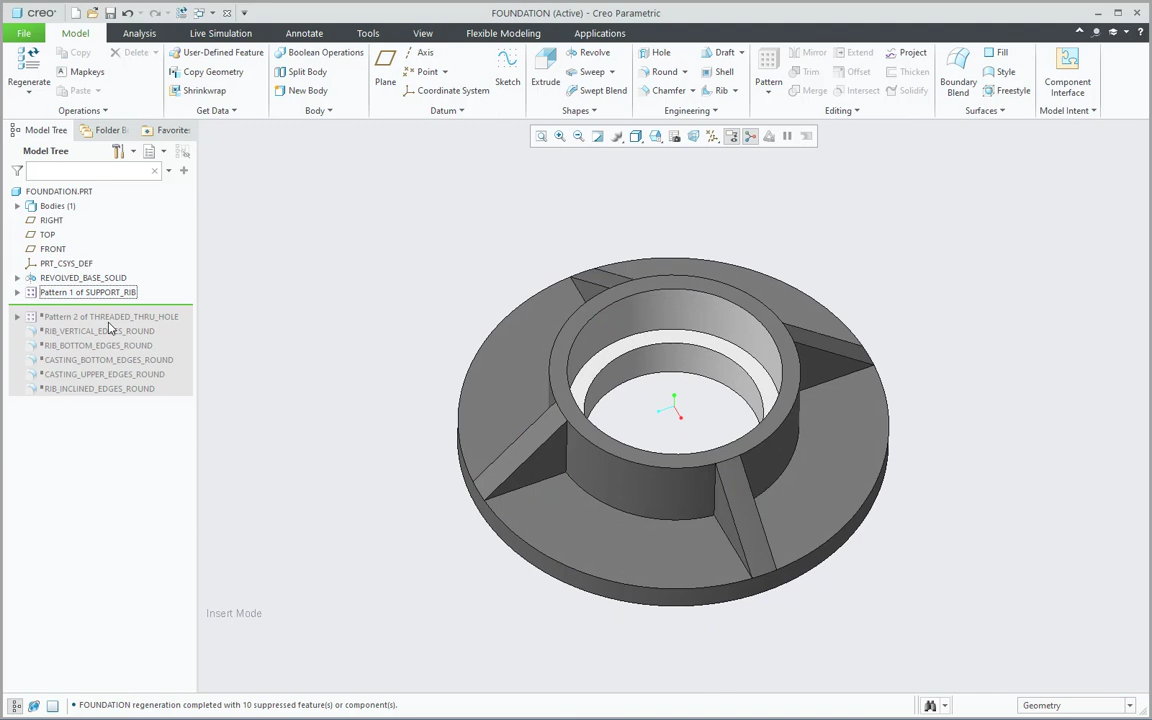 creo
FOUNDATION (Active) - Creo Parametric
File Model Analysis Live Simulation Annotate Tools View Flexible Modeling Applications
Regenerate
Copy
Mapkeys
Paste
Delete
Operations
User-Defined Feature
Copy Geometry
Shrinkwrap
Get Data
Boolean Operations
Split Body
New Body
Body
Plane
Axis
Point
Coordinate System
Sketch
Datum
Extrude
Revolve
Sweep
Swept Blend
Shapes
Hole
Round
Chamfer
Draft
Shell
Rib
Engineering
Pattern
Mirror
Trim
Merge
Extend
Offset
Intersect
Project
Thicken
Solidify
Editing
Boundary
Blend
Fill
Style
Freestyle
Surfaces
Component
Interface
Model Intent
Model Tree
Folder B
Favorite
Model Tree
FOUNDATION.PRT
Bodies (1)
RIGHT
TOP
FRONT
PRT_CSYS_DEF
REVOLVED_BASE_SOLID
Pattern 1 of SUPPORT_RIB
Pattern 2 of THREADED_THRU_HOLE
RIB_VERTICAL_EDGES_ROUND
RIB_BOTTOM_EDGES_ROUND
CASTING_BOTTOM_EDGES_ROUND
CASTING_UPPER_EDGES_ROUND
RIB_INCLINED_EDGES_ROUND
Insert Mode
• FOUNDATION regeneration completed with 10 suppressed feature(s) or component(s).
Geometry